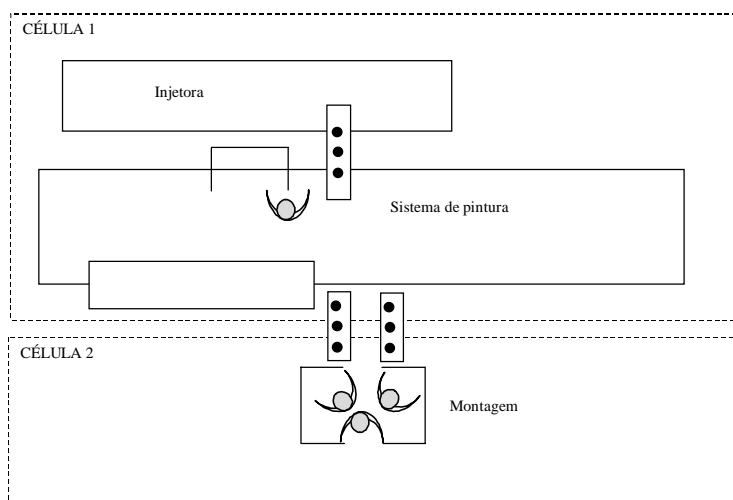 CÉLULA 1
Injetora
Sistema de pintura
CÉLULA 2
Montagem